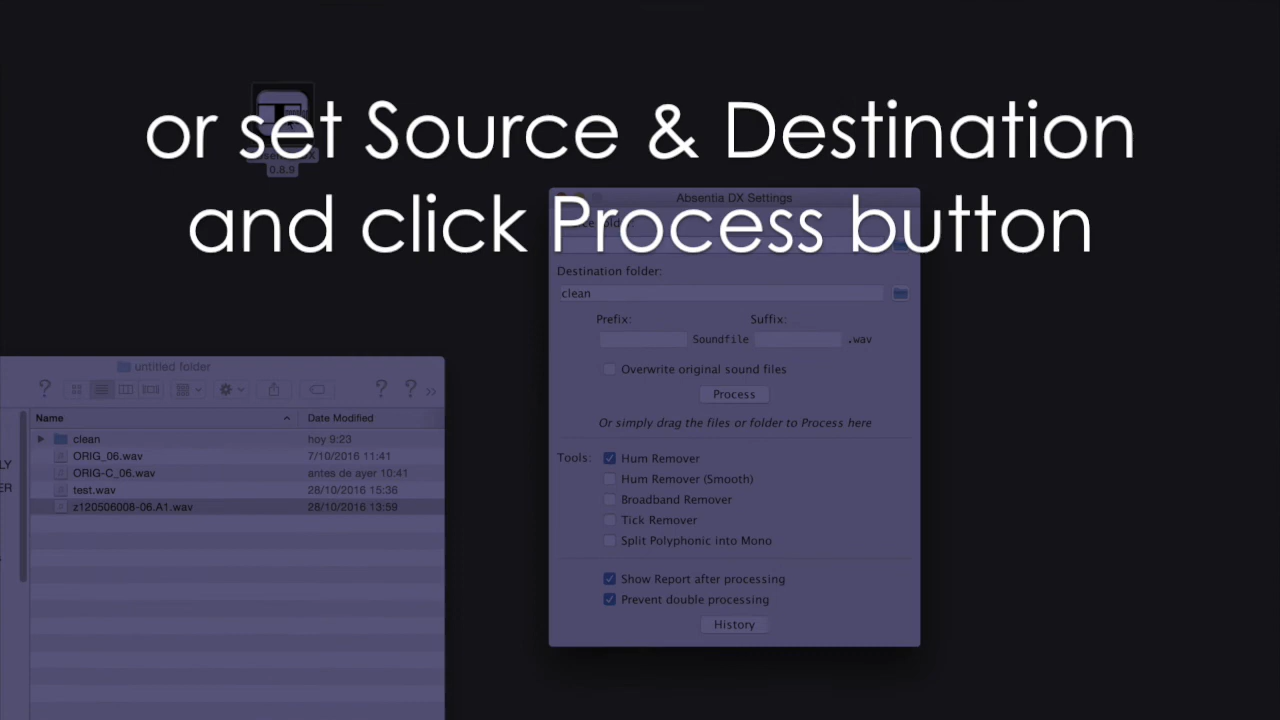 or set Source & Destination
0.8.9
and click Process button
Absentia DX Settings
Destination folder:
clean
Prefix: Suffix:
Soundfile .wav
Overwrite original sound files
Process
Or simply drag the files or folder to Process here
Tools: Hum Remover
Hum Remover (Smooth)
Broadband Remover
Tick Remover
Split Polyphonic into Mono
Show Report after processing
Prevent double processing
History
untitled folder
Name Date Modified
clean hoy 9:23
ORIG_06.wav 7/10/2016 11:41
ORIG-C_06.wav antes de ayer 10:41
test.wav 28/10/2016 15:36
z120506008-06.A1.wav 28/10/2016 13:59